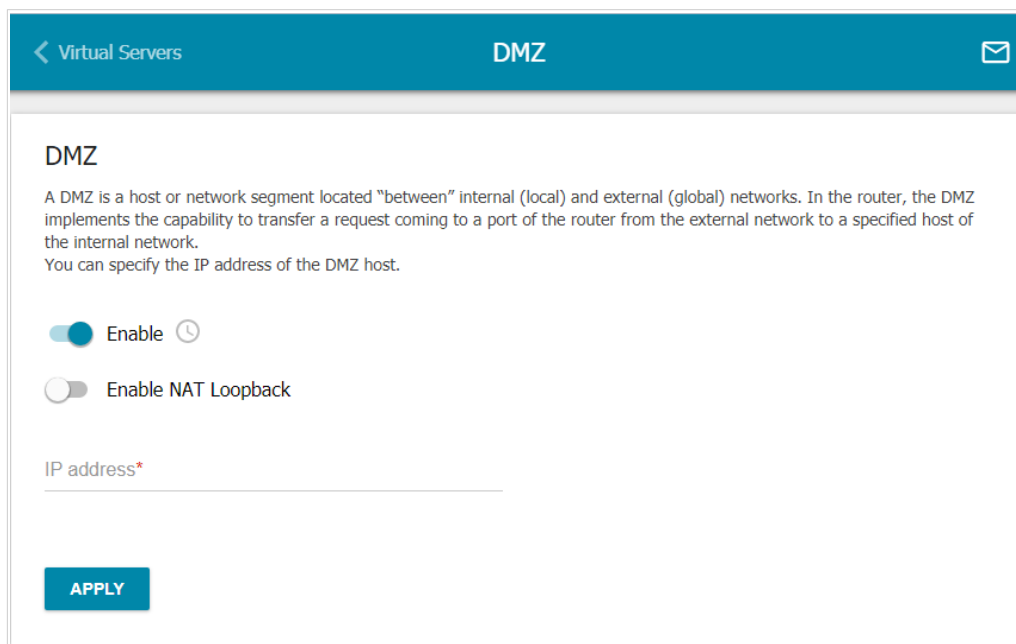 Virtual Servers
DMZ
DMZ
A DMZ is a host or network segment located “between” internal (local) and external (global) networks. In the router, the DMZ
implements the capability to transfer a request coming to a port of the router from the external network to a specified host of
the internal network.
You can specify the IP address of the DMZ host.
Enable
Enable NAT Loopback
IP address*
APPLY